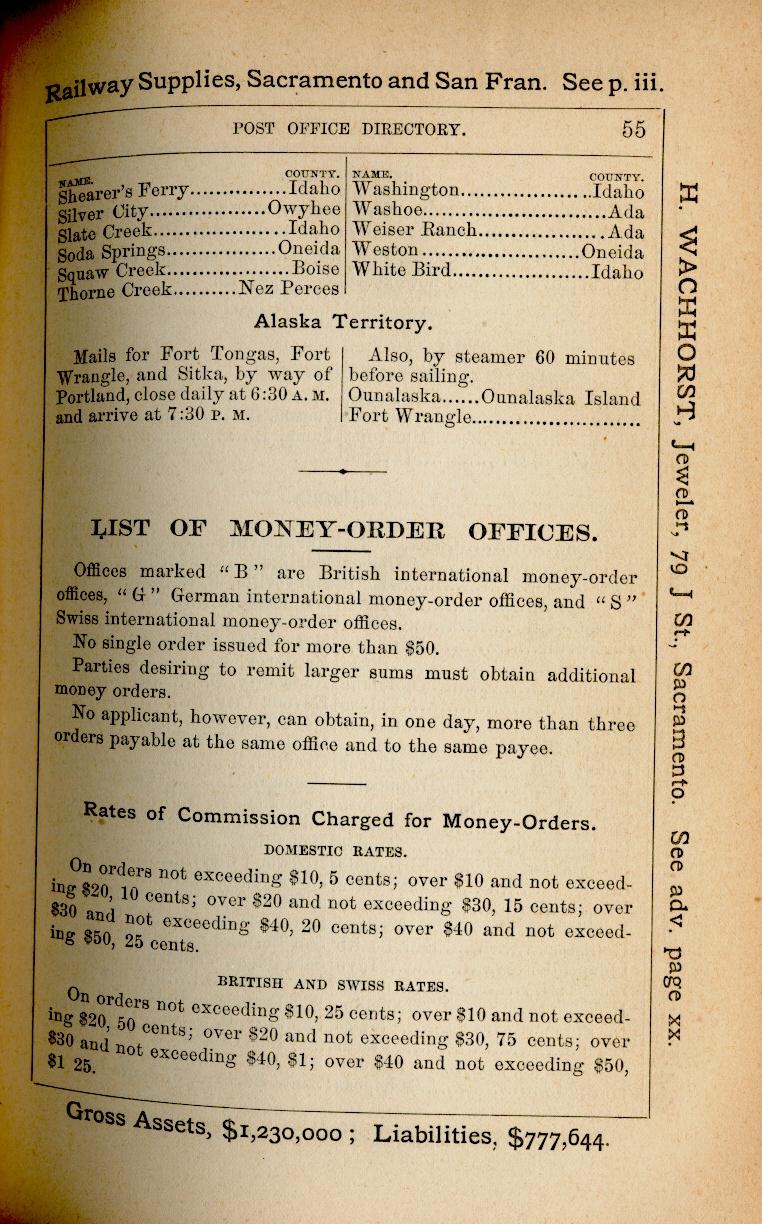 Railway Supplies, Sacramento and San Fran. See p. iii.
POST OFFICE DIRECTORY. 55
NAME. COUNTY.
Shearer's Ferry..............Idaho
Silver City.................Owyhee
Slate Creek....................Idaho
Soda Springs................Oneida
Squaw Creek..................Boise
Thorne Creek..........Nez Perces
NAME. COUNTY.
Washington...................Idaho
Washoe...........................Ada
Weiser Ranch...................Ada
Weston.......................Oneida
White Bird....................Idaho
Alaska Territory.
Mails for Fort Tongas, Fort
Wrangle, and Sitka, by way of
Portland, close daily at 6:30 A. M.
and arrive at 7:30 P. M.
Also, by steamer 60 minutes
before sailing.
Ounalaska......Ounalaska Island
Fort Wrangle.........................
LIST OF MONEY-ORDER OFFICES.
Offices marked "B" are British international money-order
offices, "G" German international money-order offices, and "S"
Swiss international money-order offices.
No single order issued for more than $50.
Parties desiring to remit larger sums must obtain additional
money orders.
No applicant, however, can obtain, in one day, more than three
orders payable at the same office and to the same payee.
Rates of Commission Charged for Money-Orders.
DOMESTIC RATES.
On orders not exceeding $10, 5 cents; over $10 and not exceed-
ing $20, 10 cents; over $20 and not exceeding $30, 15 cents; over
$30 and not exceeding $40, 20 cents; over $40 and not exceed-
ing $50, 25 cents.
BRITISH AND SWISS RATES.
On orders not exceeding $10, 25 cents; over $10 and not exceed-
ing $20, 50 cents; over $20 and not exceeding $30, 75 cents; over
$30 and not exceeding $40, $1; over $40 and not exceeding $50,
$1 25.
Gross Assets, $1,230,000; Liabilities, $777,644.
H. WACHHORST, Jeweler, 79 J St., Sacramento. See adv. page xx.